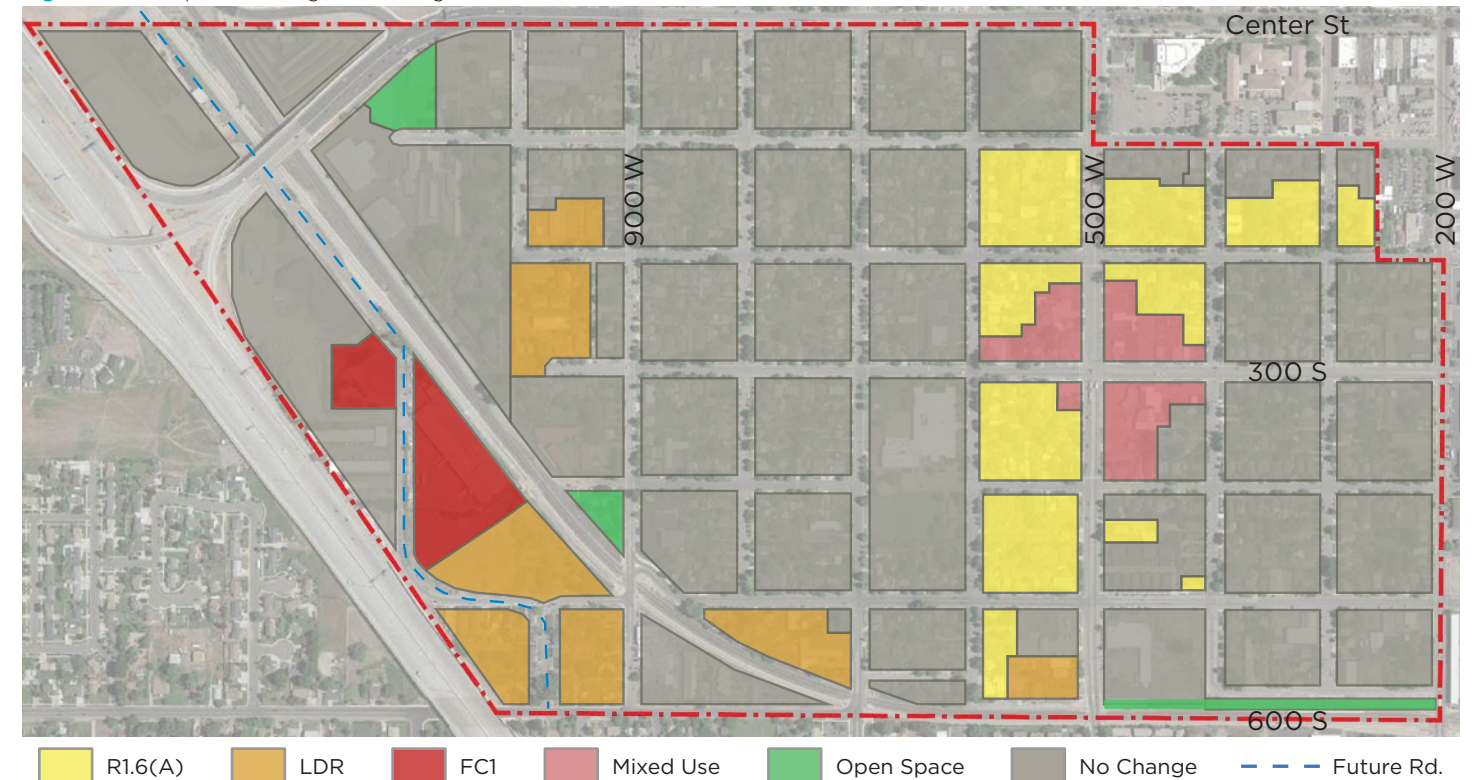 Center St
900 W
500 W
200 W
300 S
600 S
R1.6(A) LDR FC1 Mixed Use Open Space No Change Future Rd.